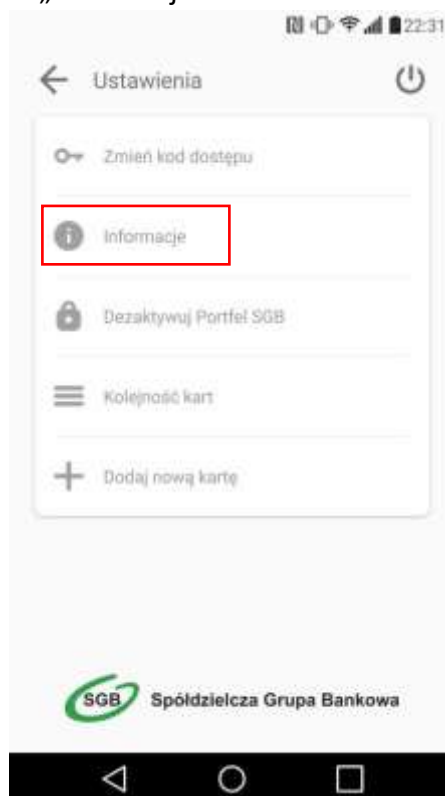 22:31
Ustawienia
Zmień kod dostępu
Informacje
Dezaktywuj Portfel SGB
Kolejność kart
Dodaj nową kartę
SGB Spółdzielcza Grupa Bankowa